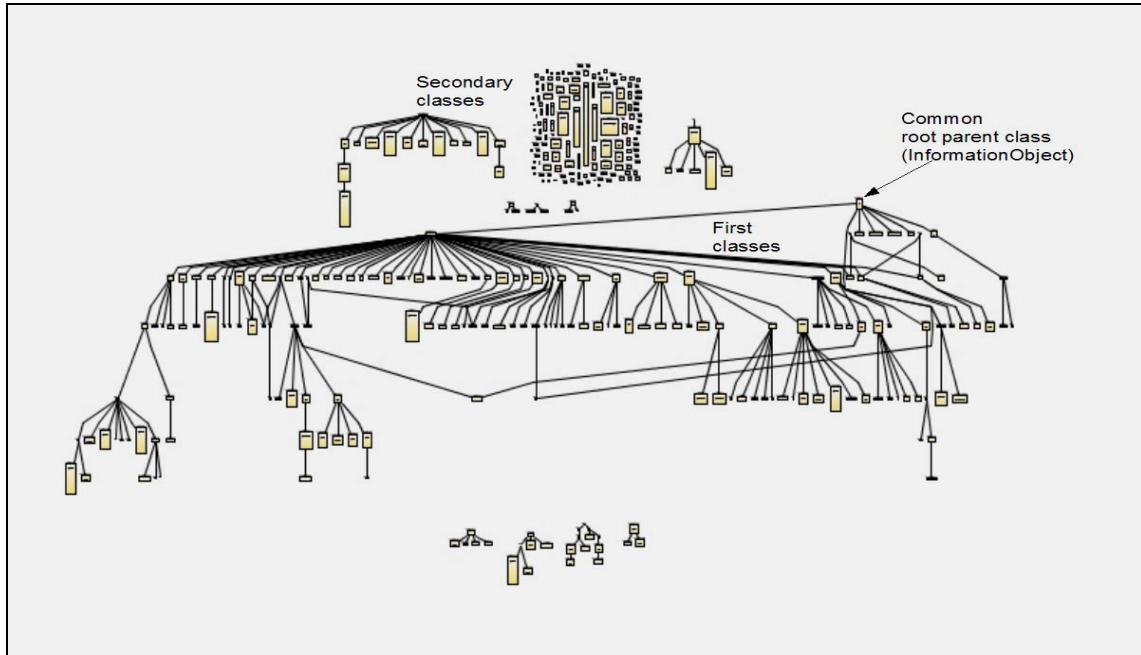 Secondary
classes
Common
root parent class
(InformationObject)
First
classes